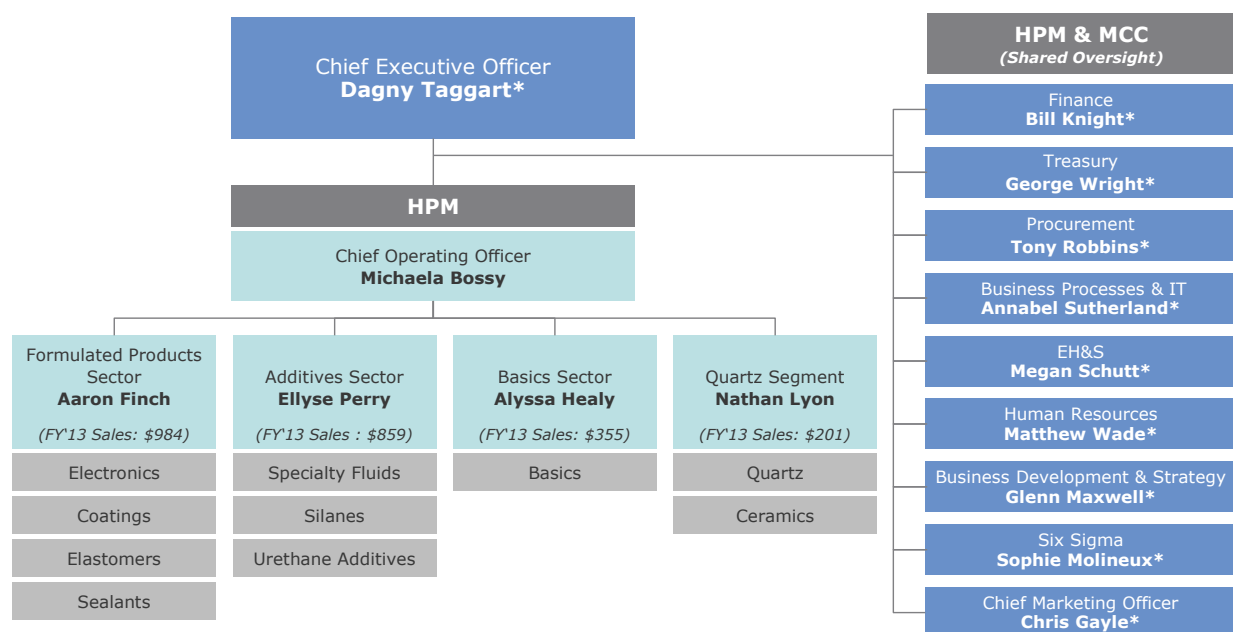 Chief Executive Officer
Dagny Taggart*
HPM
Chief Operating Officer
Michaela Bossy
Formulated Products
Sector
Aaron Finch
(FY'13 Sales: $984)
Electronics
Coatings
Elastomers
Sealants
Additives Sector
Ellyse Perry
(FY'13 Sales : $859)
Specialty Fluids
Silanes
Urethane Additives
Basics Sector
Alyssa Healy
(FY'13 Sales: $355)
Basics
Quartz Segment
Nathan Lyon
(FY'13 Sales: $201)
Quartz
Ceramics
HPM & MCC
(Shared Oversight)
Finance
Bill Knight*
Treasury
George Wright*
Procurement
Tony Robbins*
Business Processes & IT
Annabel Sutherland*
EH&S
Megan Schutt*
Human Resources
Matthew Wade*
Business Development & Strategy
Glenn Maxwell*
Six Sigma
Sophie Molineux*
Chief Marketing Officer
Chris Gayle*